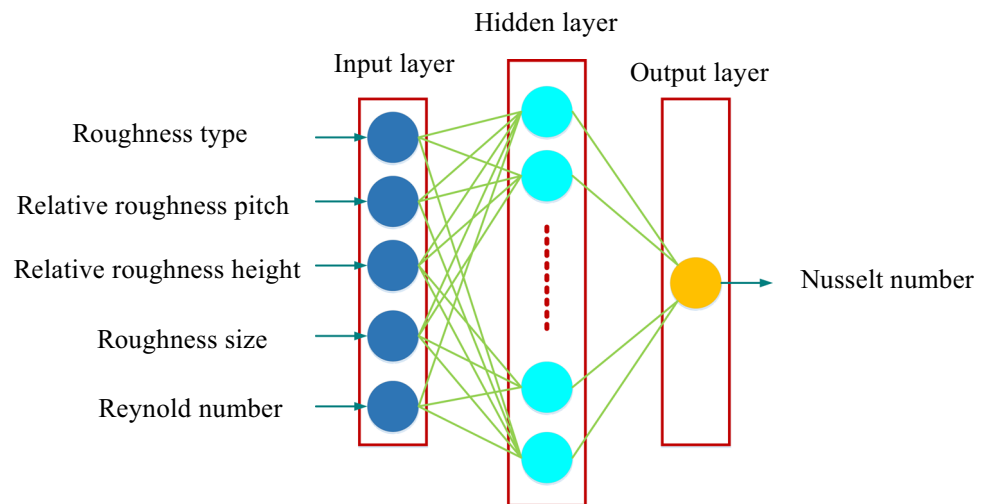 Hidden layer
Input layer
Output layer
Roughness type
Relative roughness pitch
Relative roughness height
Nusselt number
Roughness size
Reynold number